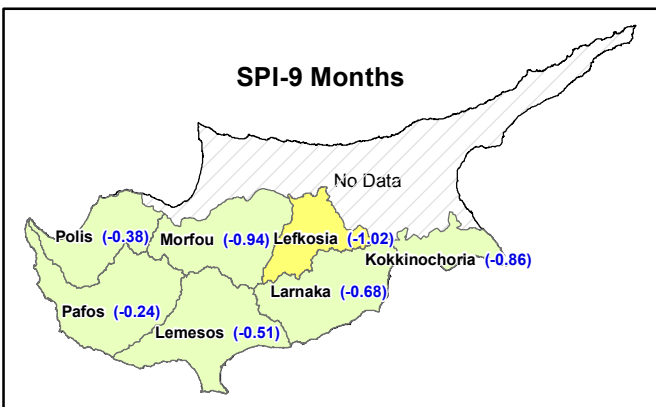 SPI-9 Months
No Data
Polis (-0.38)
Morfou (-0.94)
Lefkosia (-1.02)
Kokkinochoria (-0.86)
Larnaka (-0.68)
Pafos (-0.24)
Lemesos (-0.51)